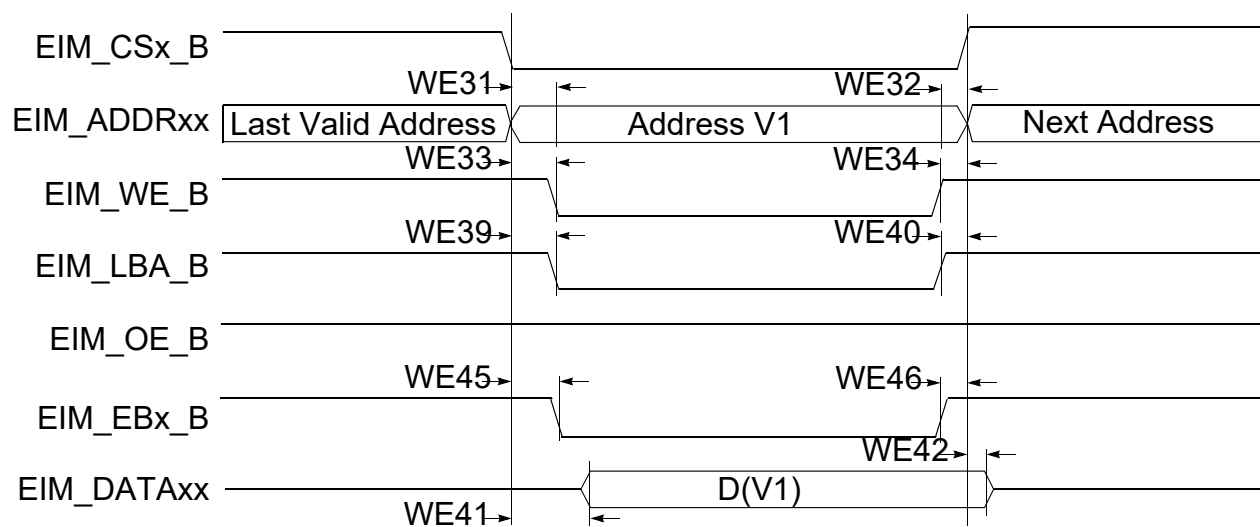 EIM_CSx_B
WE31 WE32
EIM_ADDRxx Last Valid Address Address V1 Next Address
WE33 WE34
EIM_WE_B
WE39 WE40
EIM_LBA_B
EIM_OE_B
WE45 WE46
EIM_EBx_B
WE42
EIM_DATAxx D(V1)
WE41